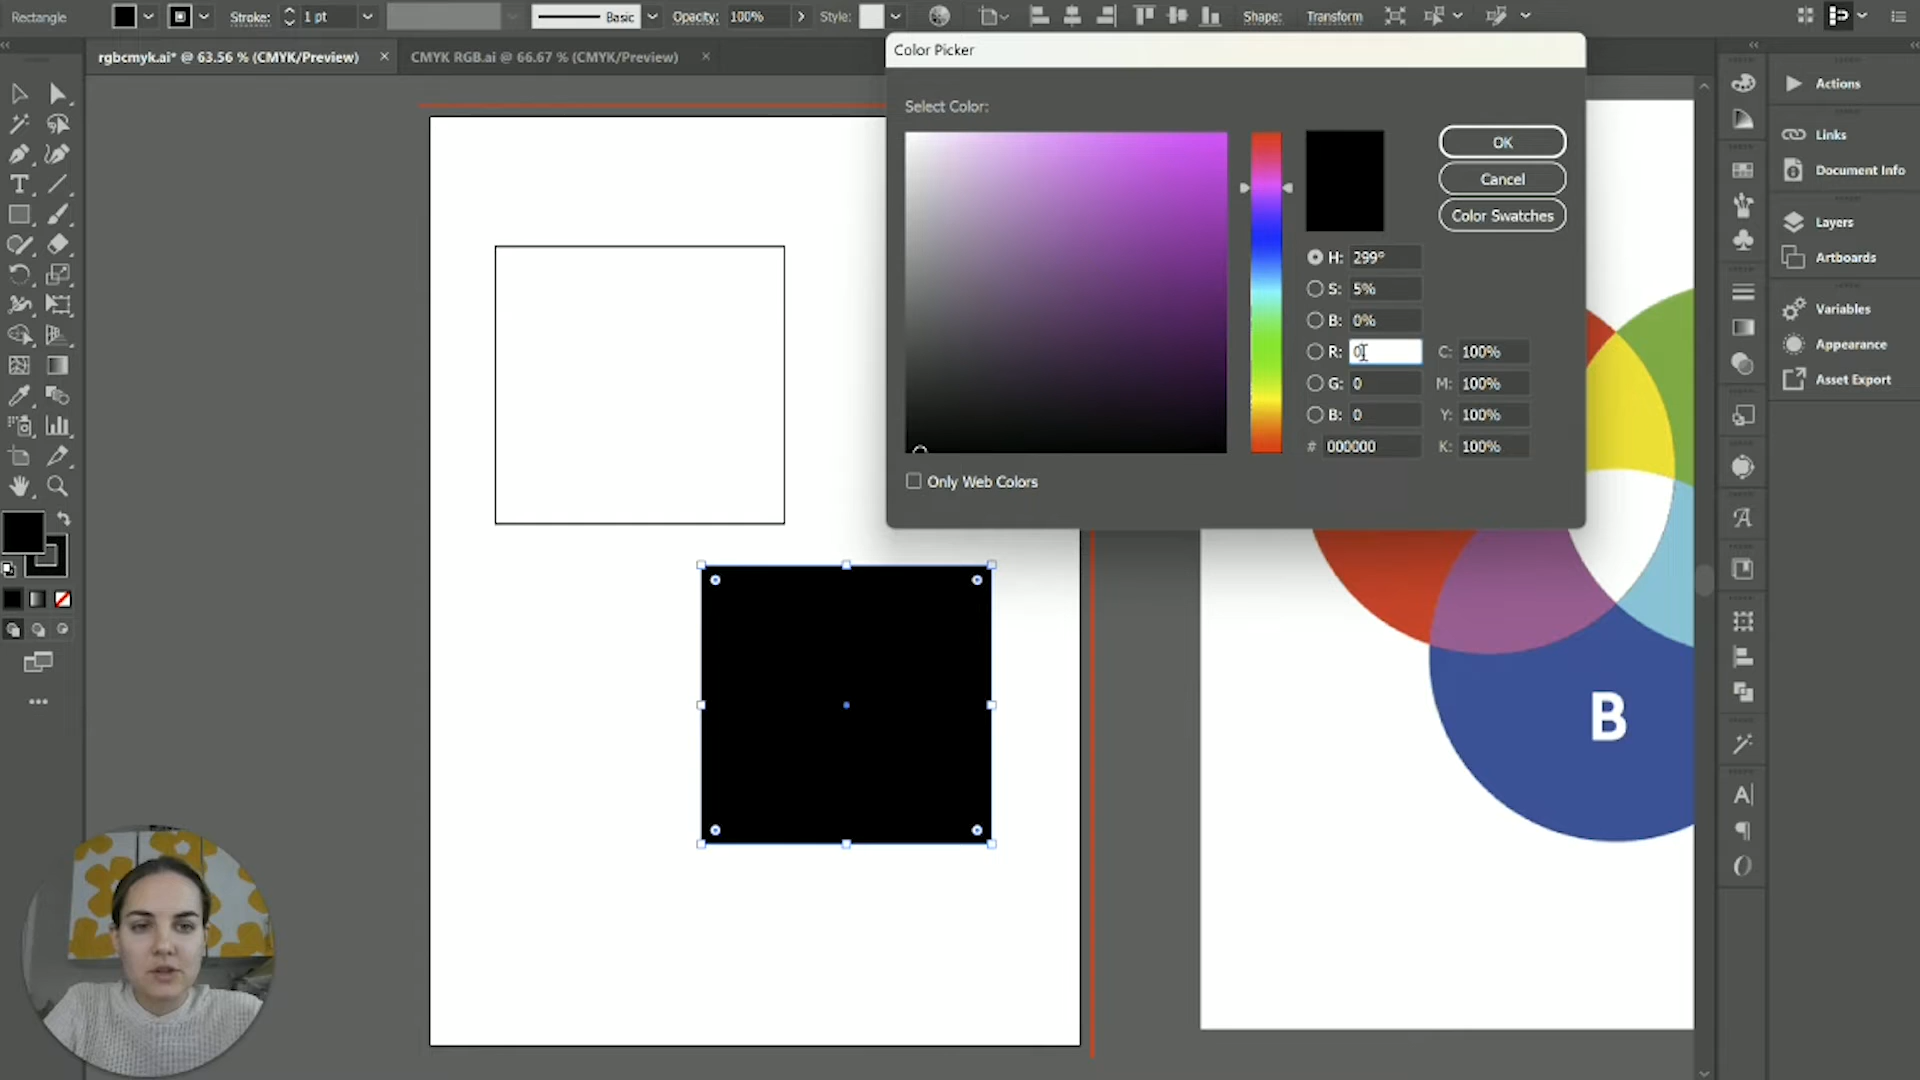 Rectangle
Stroke:
1 pt
Basic
Opacity:
100%
Style:
Shape:
Transform
rgbcmyk.ai* @ 63.56 % (CMYK/Preview)
CMYK RGB.ai @ 66.67 % (CMYK/Preview)
Color Picker
Select Color:
OK
Cancel
Color Swatches
H: 299°
S: 5%
B: 0%
R: 0
C: 100%
G: 0
M: 100%
B: 0
Y: 100%
# 000000
K: 100%
Only Web Colors
B
Actions
Links
Document Info
Layers
Artboards
Variables
Appearance
Asset Export